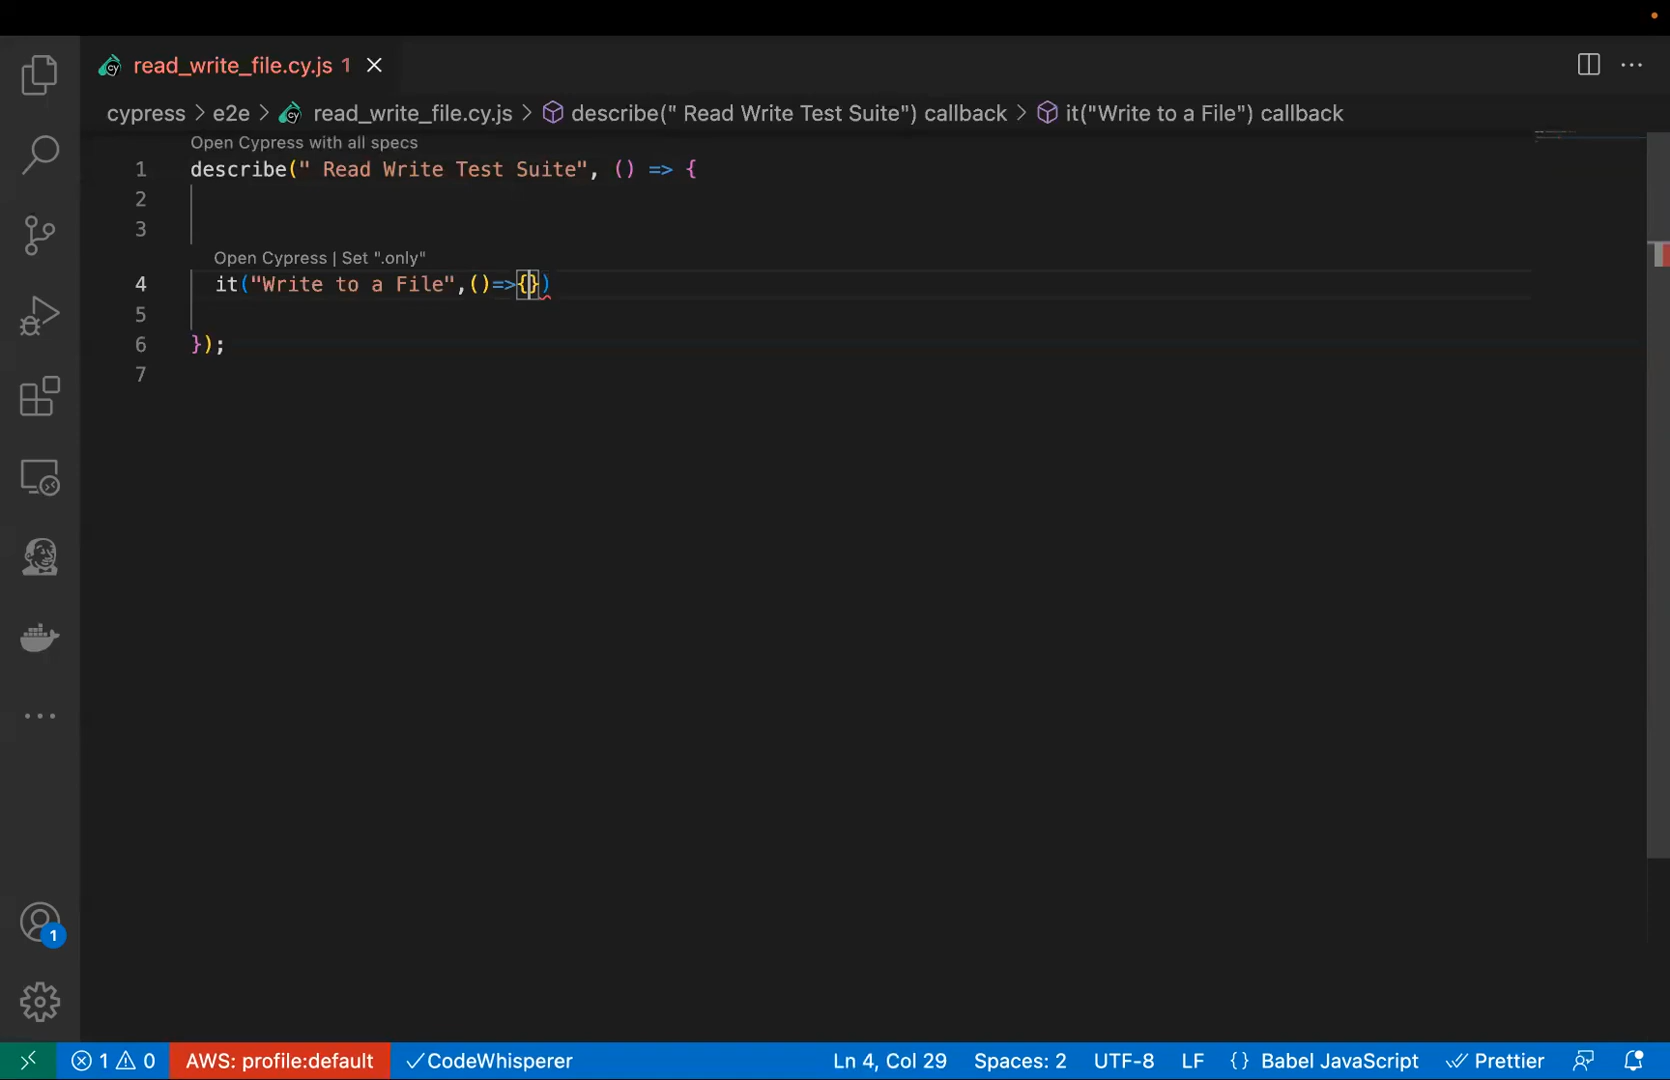 read_write_file.cy.js 1
cypress > e2e > read_write_file.cy.js > describe(" Read Write Test Suite") callback > it("Write to a File") callback
Open Cypress with all specs
1 describe(" Read Write Test Suite", () => {
2
3
Open Cypress | Set ".only"
4 it("Write to a File",()=>{})
5
6 });
7
1
1 0 AWS: profile:default CodeWhisperer Ln 4, Col 29 Spaces: 2 UTF-8 LF {} Babel JavaScript Prettier